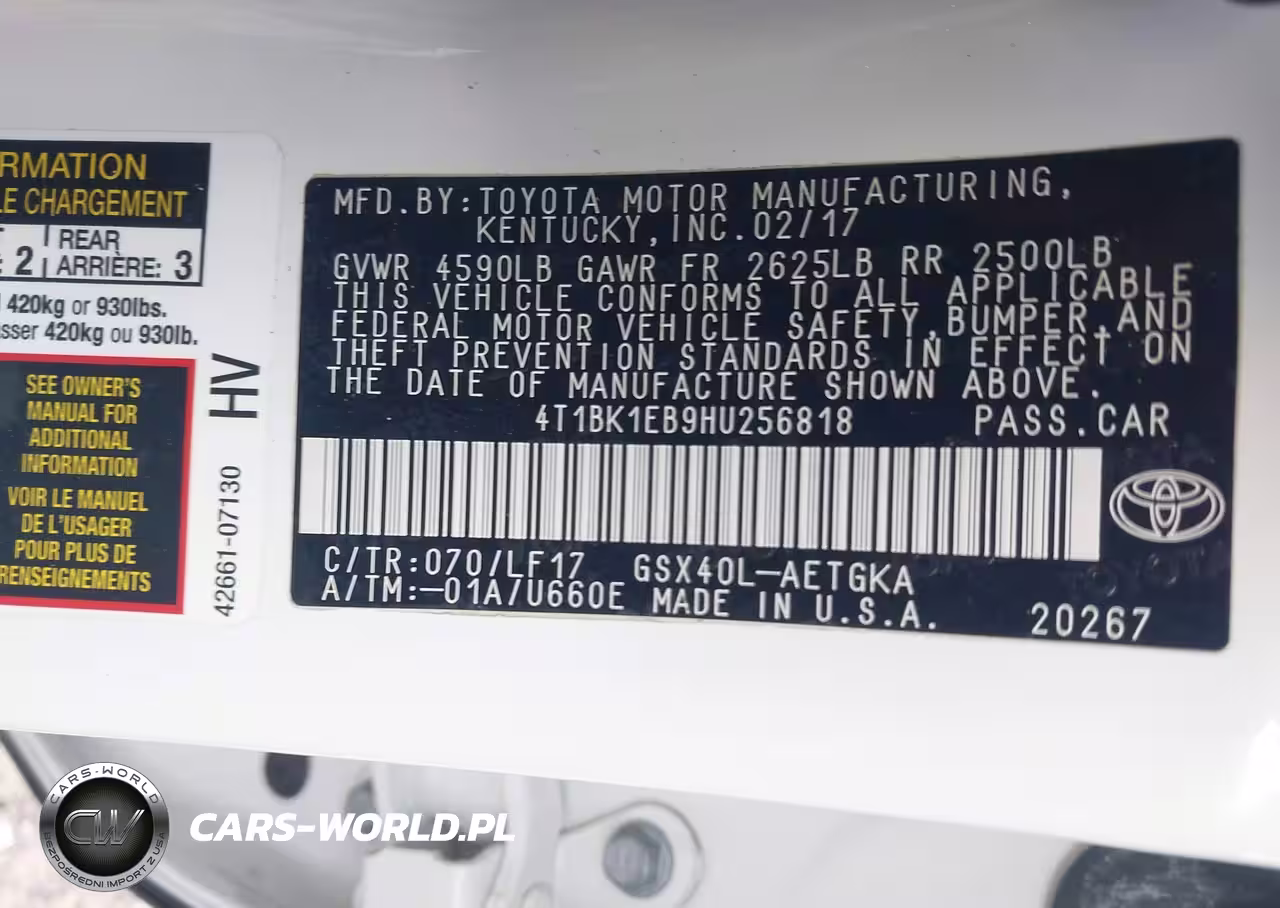 RMATION
LE CHARGEMENT
2 REAR
ARRIÈRE: 3
420kg or 930lbs.
sser 420kg ou 930lb.
SEE OWNER'S
MANUAL FOR
ADDITIONAL
INFORMATION
VOIR LE MANUEL
DE L'USAGER
POUR PLUS DE
RENSEIGNEMENTS
HV
42661-07130
MFD.BY:TOYOTA MOTOR MANUFACTURING,
KENTUCKY,INC.02/17
GVWR 4590LB GAWR FR 2625LB RR 2500LB
THIS VEHICLE CONFORMS TO ALL APPLICABLE
FEDERAL MOTOR VEHICLE SAFETY,BUMPER,AND
THEFT PREVENTION STANDARDS IN EFFECT ON
THE DATE OF MANUFACTURE SHOWN ABOVE.
4T1BK1EB9HU256818 PASS.CAR
C/TR:070/LF17 GSX40L-AETGKA
A/TM:-01A/U660E MADE IN U.S.A. 20267
CARS-WORLD
CW
BEZPOŚREDNI IMPORT Z USA
CARS-WORLD.PL